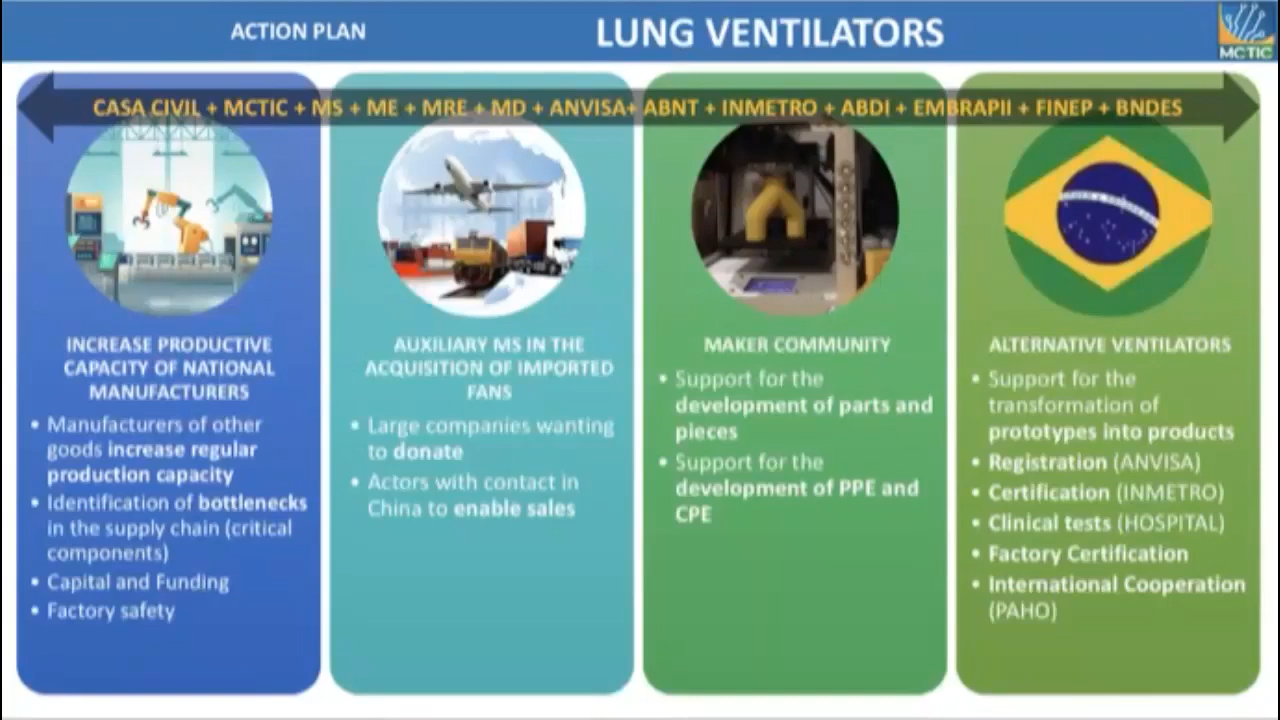 ACTION PLAN
LUNG VENTILATORS
MCTIC
CASA CIVIL + MCTIC + MS + ME + MRE + MD + ANVISA+ ABNT + INMETRO + ABDI + EMBRAPII + FINEP + BNDES
INCREASE PRODUCTIVE
CAPACITY OF NATIONAL
MANUFACTURERS
• Manufacturers of other
goods increase regular
production capacity
• Identification of bottlenecks
in the supply chain (critical
components)
• Capital and Funding
• Factory safety
AUXILIARY MS IN THE
ACQUISITION OF IMPORTED
FANS
• Large companies wanting
to donate
• Actors with contact in
China to enable sales
MAKER COMMUNITY
• Support for the
development of parts and
pieces
• Support for the
development of PPE and
CPE
ALTERNATIVE VENTILATORS
• Support for the
transformation of
prototypes into products
• Registration (ANVISA)
• Certification (INMETRO)
• Clinical tests (HOSPITAL)
• Factory Certification
• International Cooperation
(PAHO)